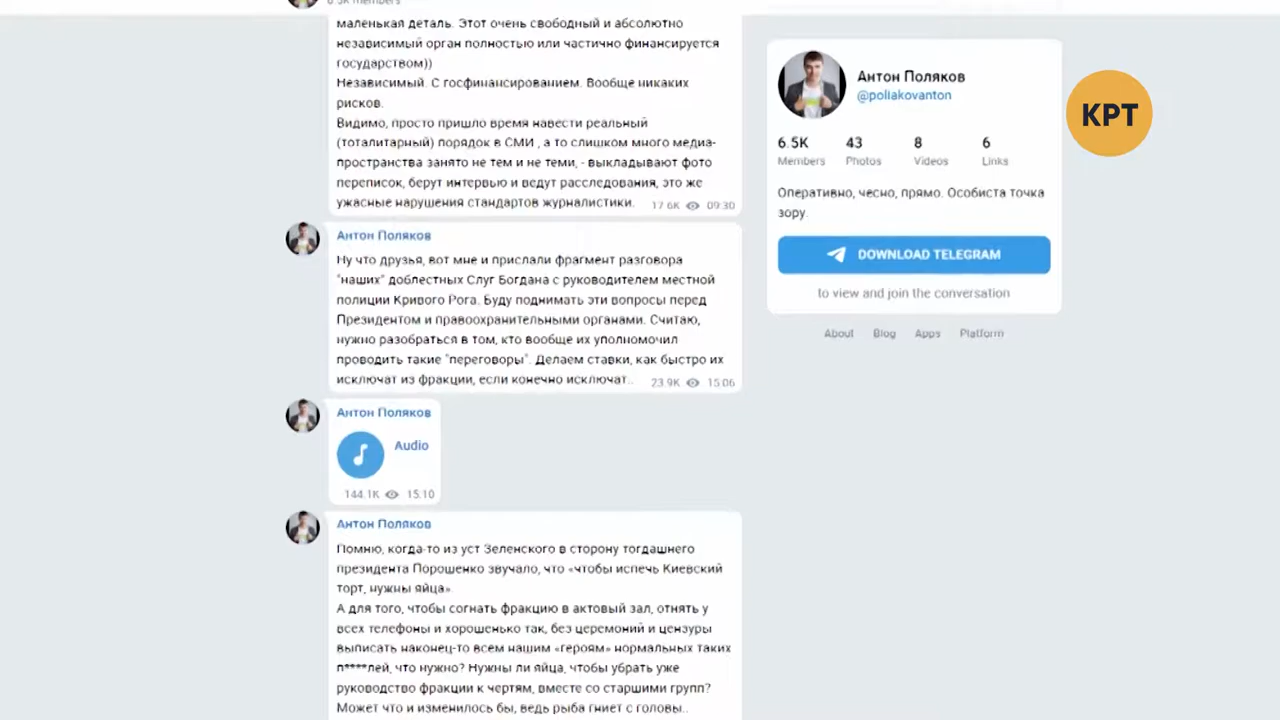 6.5K members
маленькая деталь. Этот очень свободный и абсолютно
независимый орган полностью или частично финансируется
государством))
Независимый. С госфинансированием. Вообще никаких
рисков.
Видимо, просто пришло время навести реальный
(тоталитарный) порядок в СМИ , а то слишком много медиа-
пространства занято не тем и не теми, - выкладывают фото
переписок, берут интервью и ведут расследования, это же
ужасные нарушения стандартов журналистики.
17.6K 09:30
Антон Поляков
Ну что друзья, вот мне и прислали фрагмент разговора
"наших" доблестных Слуг Богдана с руководителем местной
полиции Кривого Рога. Буду поднимать эти вопросы перед
Президентом и правоохранительными органами. Считаю,
нужно разобраться в том, кто вообще их уполномочил
проводить такие "переговоры". Делаем ставки, как быстро их
исключат из фракции, если конечно исключат..
23.9K 15:06
Антон Поляков
Audio
144.1K 15:10
Антон Поляков
Помню, когда-то из уст Зеленского в сторону тогдашнего
президента Порошенко звучало, что «чтобы испечь Киевский
торт, нужны яйца»
А для того, чтобы согнать фракцию в актовый зал, отнять у
всех телефоны и хорошенько так, без церемоний и цензуры
выписать наконец-то всем нашим «героям» нормальных таких
п****лей, что нужно? Нужны ли яйца, чтобы убрать уже
руководство фракции к чертям, вместе со старшими групп?
Может что и изменилось бы, ведь рыба гниет с головы..
Антон Поляков
@poliakovanton
6.5K 43 8 6
Members Photos Videos Links
Оперативно, чесно, прямо. Особиста точка
зору.
DOWNLOAD TELEGRAM
to view and join the conversation
About Blog Apps Platform
КРТ